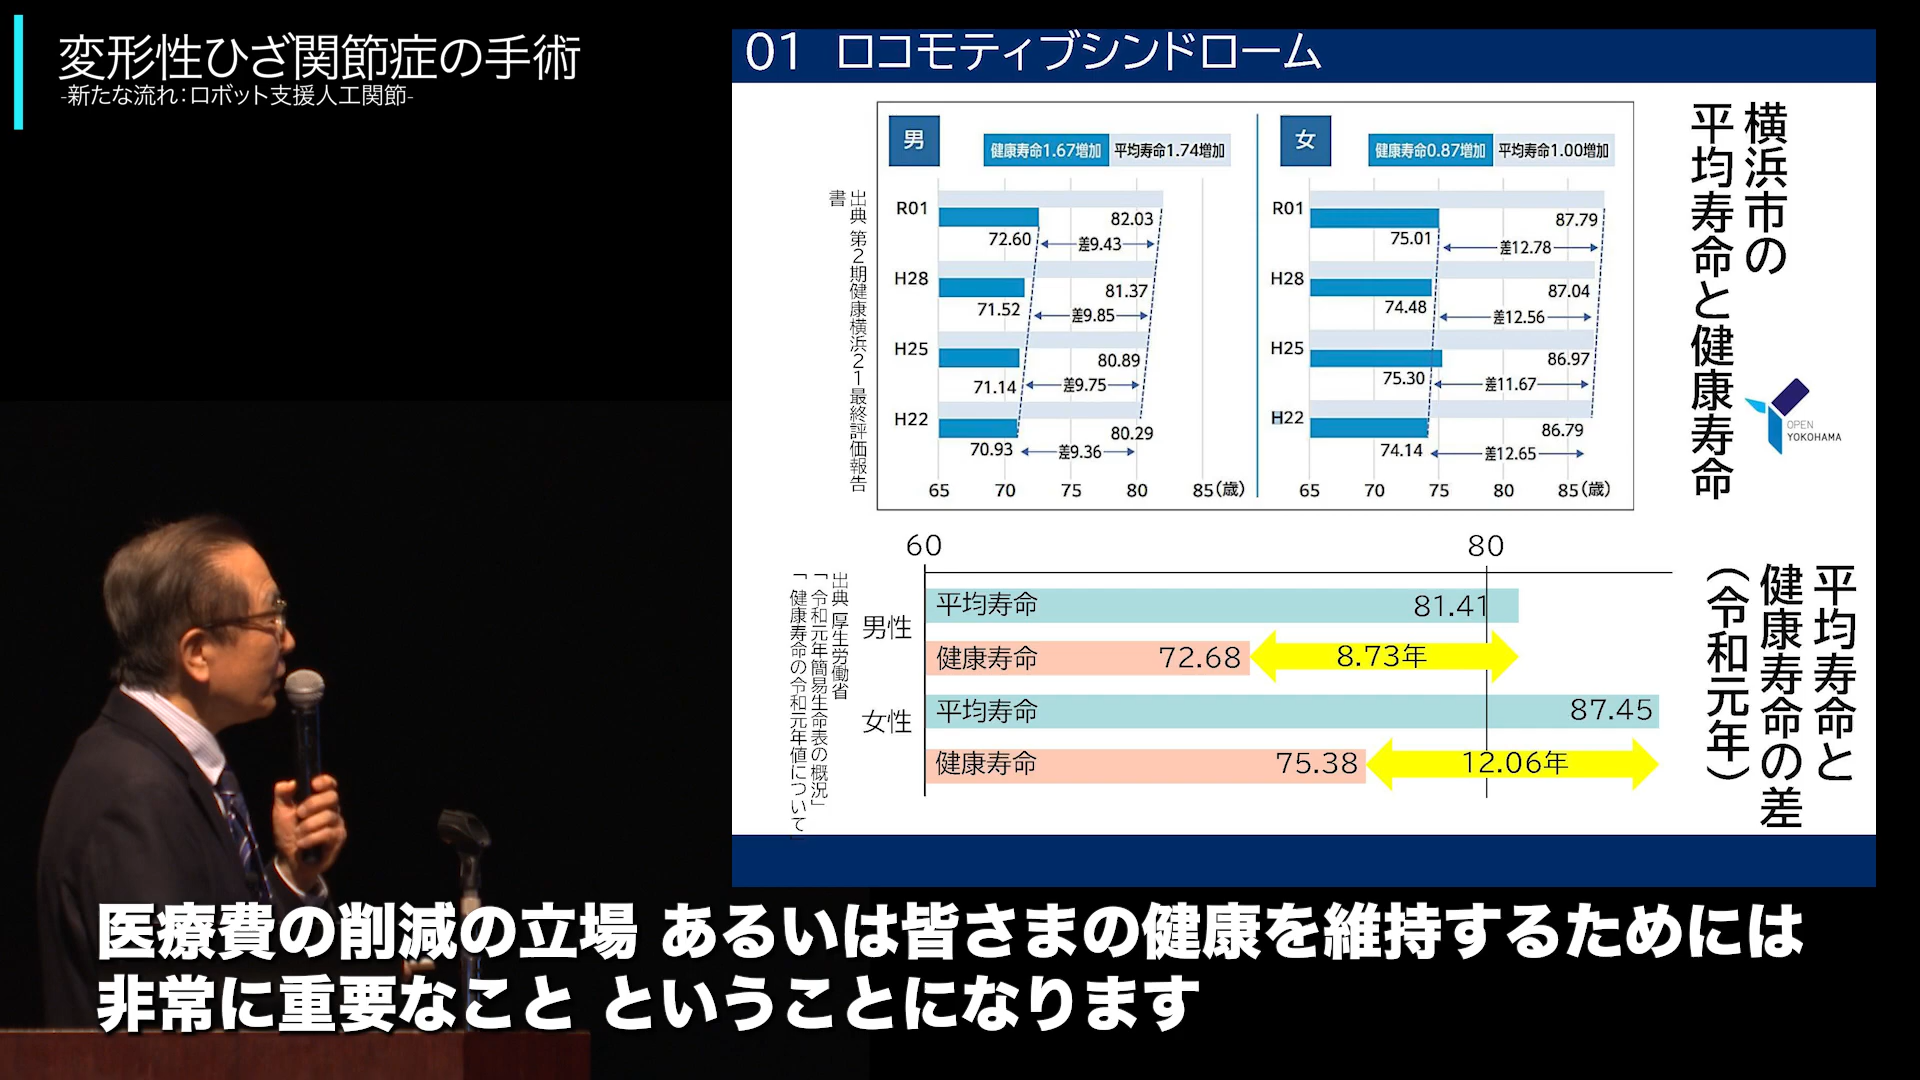 変形性ひざ関節症の手術
-新たな流れ：ロボット支援人工関節-
01 ロコモティブシンドローム
横浜市の
平均寿命と健康寿命
OPEN
YOKOHAMA
出典 第2期健康横浜21最終評価報告
書
男
健康寿命1.67増加 平均寿命1.74増加
R01
82.03
72.60
差9.43
H28
81.37
71.52
差9.85
H25
80.89
71.14
差9.75
H22
80.29
70.93
差9.36
65 70 75 80 85(歳)
女
健康寿命0.87増加 平均寿命1.00増加
R01
87.79
75.01
差12.78
H28
87.04
74.48
差12.56
H25
86.97
75.30
差11.67
H22
86.79
74.14
差12.65
65 70 75 80 85(歳)
平均寿命と
健康寿命の差
（令和元年）
出典 厚生労働省
「令和元年簡易生命表の概況」
「健康寿命の令和元年値について」
60 80
男性
平均寿命 81.41
健康寿命 72.68 8.73年
女性
平均寿命 87.45
健康寿命 75.38 12.06年
医療費の削減の立場 あるいは皆さまの健康を維持するためには
非常に重要なこと ということになります